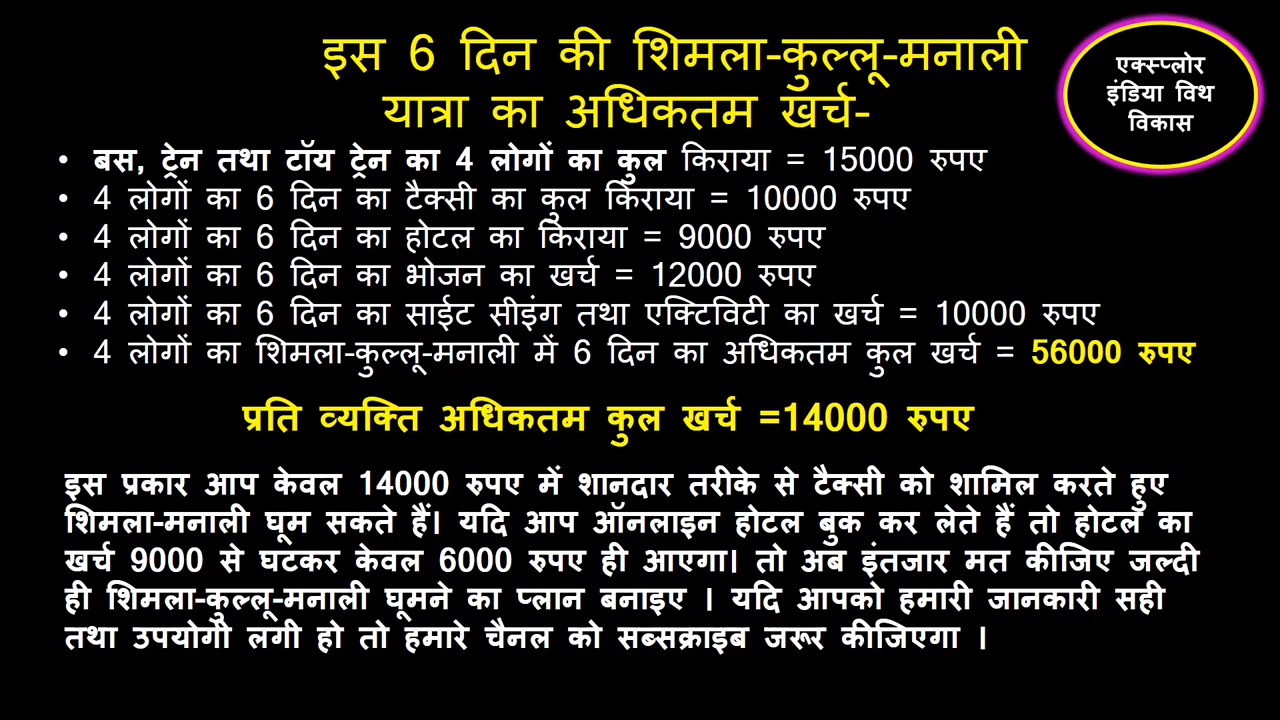 इस 6 दिन की शिमला-कुल्लू-मनाली
यात्रा का अधिकतम खर्च-
एक्स्प्लोर
इंडिया विथ
विकास
• बस, ट्रेन तथा टॉय ट्रेन का 4 लोगों का कुल किराया = 15000 रुपए
• 4 लोगों का 6 दिन का टैक्सी का कुल किराया = 10000 रुपए
• 4 लोगों का 6 दिन का होटल का किराया = 9000 रुपए
• 4 लोगों का 6 दिन का भोजन का खर्च = 12000 रुपए
• 4 लोगों का 6 दिन का साईट सीइंग तथा एक्टिविटी का खर्च = 10000 रुपए
• 4 लोगों का शिमला-कुल्लू-मनाली में 6 दिन का अधिकतम कुल खर्च = 56000 रुपए
प्रति व्यक्ति अधिकतम कुल खर्च =14000 रुपए
इस प्रकार आप केवल 14000 रुपए में शानदार तरीके से टैक्सी को शामिल करते हुए
शिमला-मनाली घूम सकते हैं। यदि आप ऑनलाइन होटल बुक कर लेते हैं तो होटल का
खर्च 9000 से घटकर केवल 6000 रुपए ही आएगा। तो अब इंतजार मत कीजिए जल्दी
ही शिमला-कुल्लू-मनाली घूमने का प्लान बनाइए । यदि आपको हमारी जानकारी सही
तथा उपयोगी लगी हो तो हमारे चैनल को सब्सक्राइब जरूर कीजिएगा ।